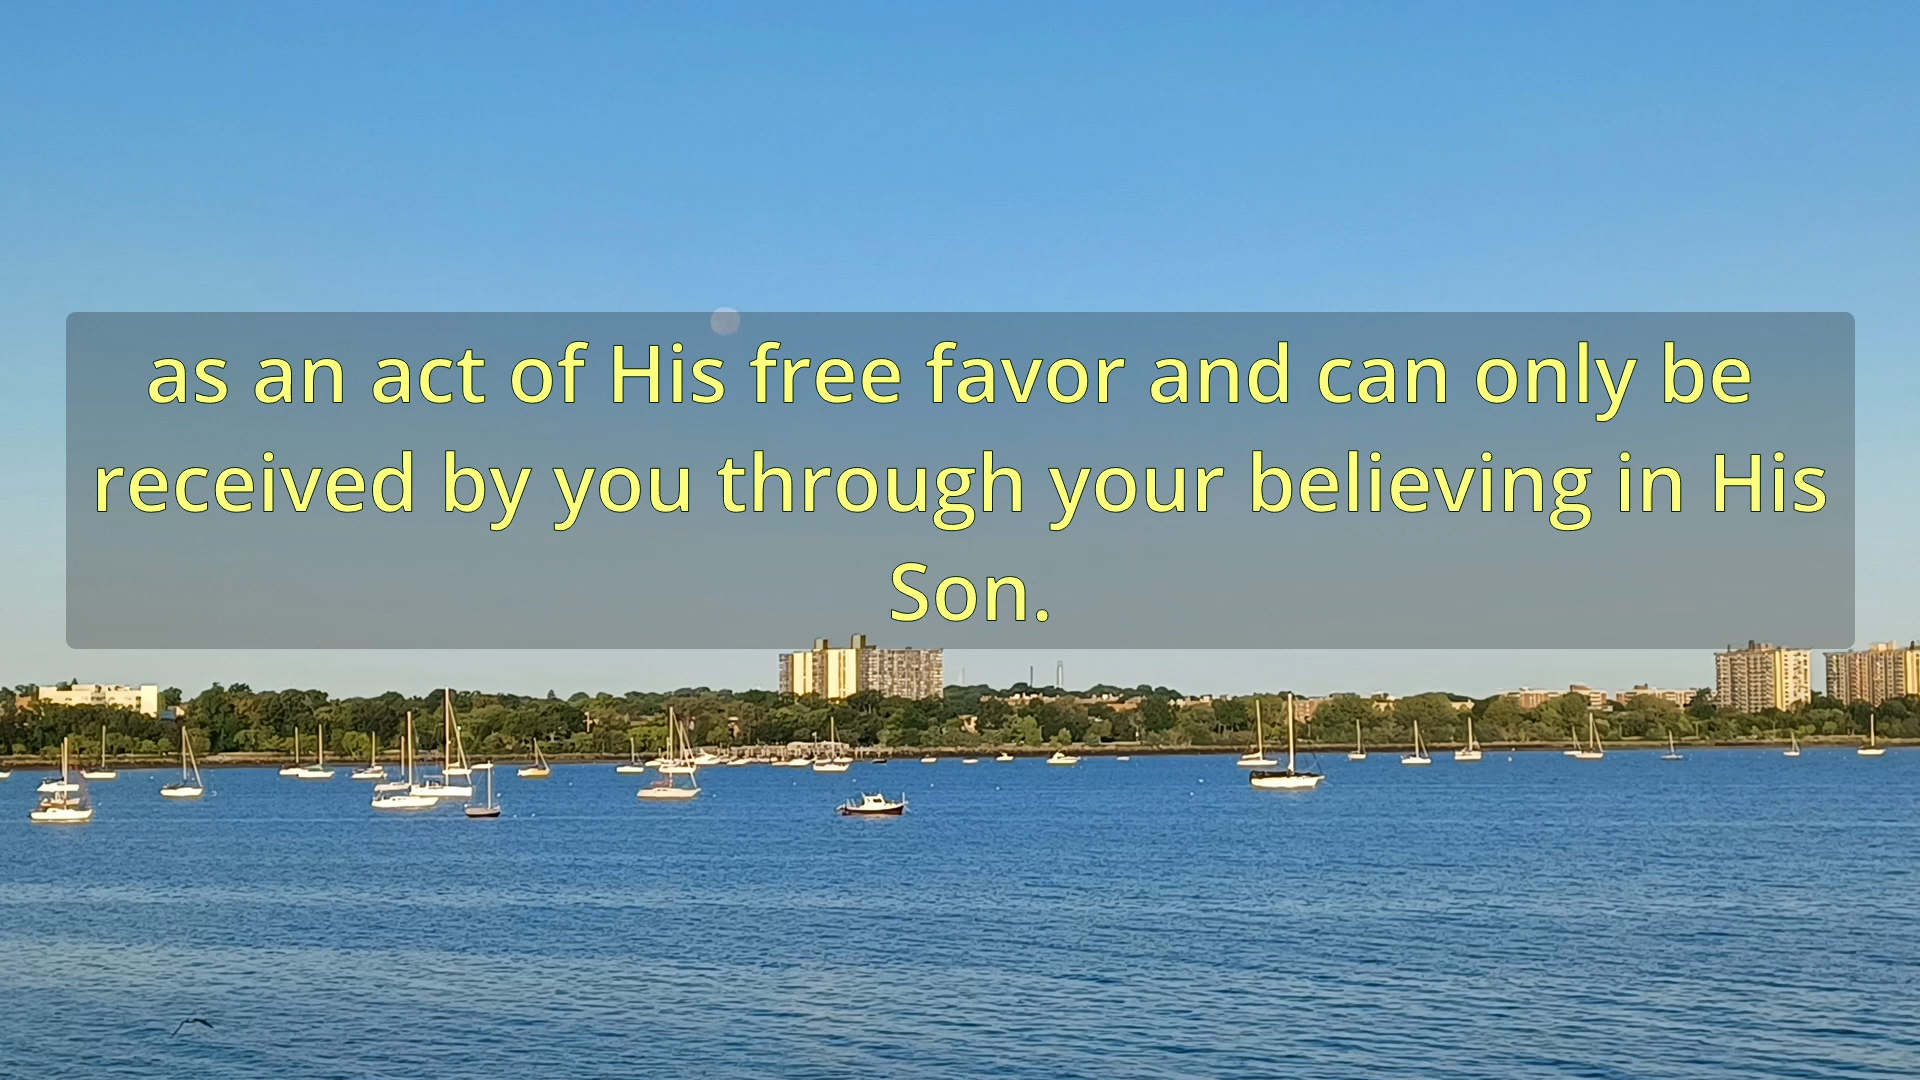 as an act of His free favor and can only be
received by you through your believing in His
Son.